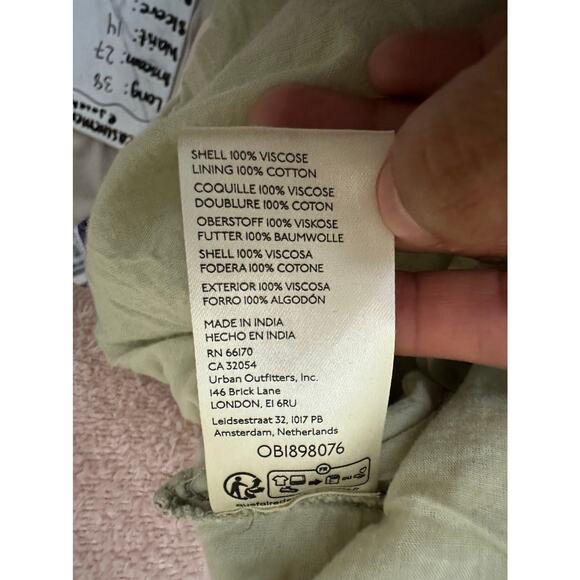 Waist: 14
Inseam: 27
Long: 38
SHELL 100% VISCOSE
LINING 100% COTTON
COQUILLE 100% VISCOSE
DOUBLURE 100% COTON
OBERSTOFF 100% VISKOSE
FUTTER 100% BAUMWOLLE
SHELL 100% VISCOSA
FODERA 100% COTONE
EXTERIOR 100% VISCOSA
FORRO 100% ALGODÓN
MADE IN INDIA
HECHO EN INDIA
RN 66170
CA 32054
Urban Outfitters, Inc.
146 Brick Lane
LONDON, E1 6RU
Leidsestraat 32, 1017 PB
Amsterdam, Netherlands
OB1898076
FR
OU